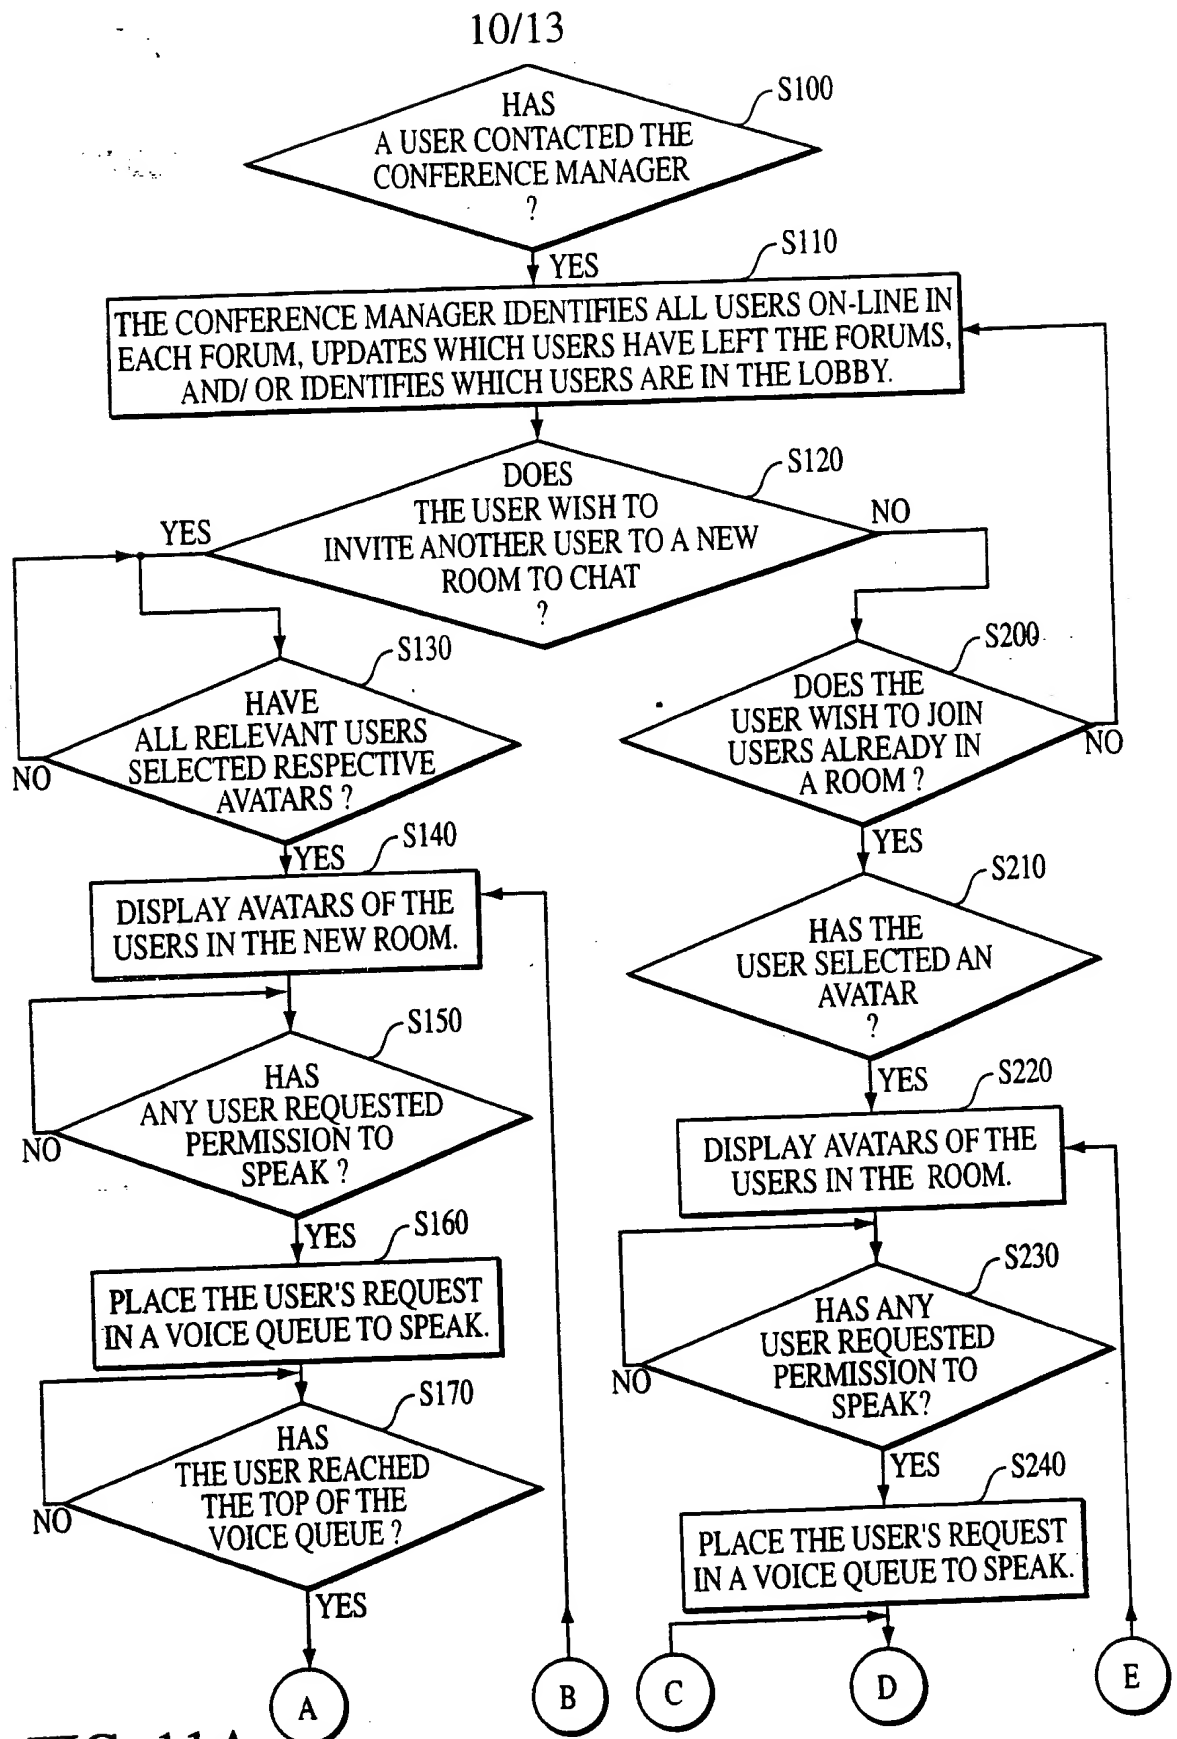 10/13
HAS
A USER CONTACTED THE
CONFERENCE MANAGER
?
S100
YES
S110
THE CONFERENCE MANAGER IDENTIFIES ALL USERS ON-LINE IN
EACH FORUM, UPDATES WHICH USERS HAVE LEFT THE FORUMS,
AND/ OR IDENTIFIES WHICH USERS ARE IN THE LOBBY.
S120
DOES
THE USER WISH TO
INVITE ANOTHER USER TO A NEW
ROOM TO CHAT
?
YES
NO
S130
HAVE
ALL RELEVANT USERS
SELECTED RESPECTIVE
AVATARS ?
NO
YES
S140
DISPLAY AVATARS OF THE
USERS IN THE NEW ROOM.
S150
HAS
ANY USER REQUESTED
PERMISSION TO
SPEAK ?
NO
YES
S160
PLACE THE USER'S REQUEST
IN A VOICE QUEUE TO SPEAK.
S170
HAS
THE USER REACHED
THE TOP OF THE
VOICE QUEUE ?
NO
YES
A
B
S200
DOES THE
USER WISH TO JOIN
USERS ALREADY IN
A ROOM ?
NO
YES
S210
HAS THE
USER SELECTED AN
AVATAR
?
YES
S220
DISPLAY AVATARS OF THE
USERS IN THE ROOM.
S230
HAS ANY
USER REQUESTED
PERMISSION TO
SPEAK?
NO
YES
S240
PLACE THE USER'S REQUEST
IN A VOICE QUEUE TO SPEAK.
C
D
E
FIG. 11A